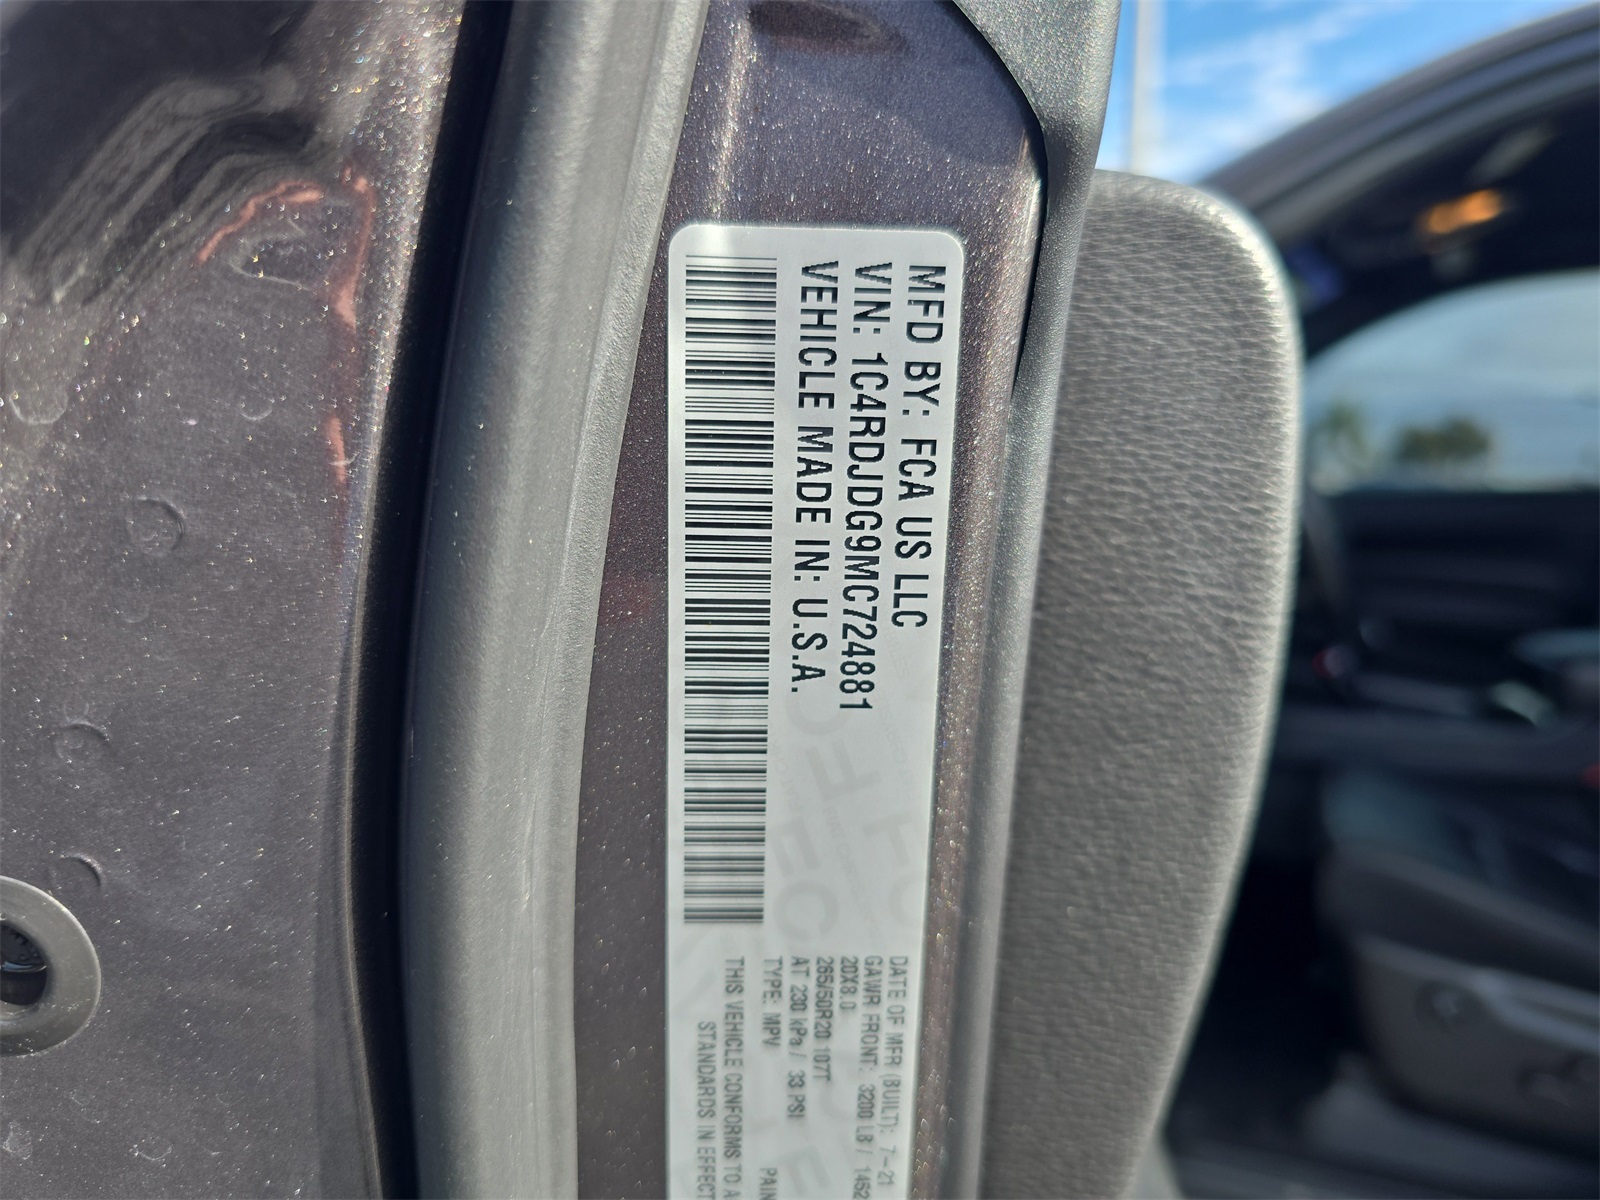 MFD BY: FCA US LLC
VIN: 1C4RDJDG9MC724881
VEHICLE MADE IN: U.S.A.
DATE OF MFR (BUILT): 7-21
GAWR FRONT: 3200 LB /
20X8.0
265/50R20 107T
AT 230 kPa / 33 PSI
TYPE: MPV
THIS VEHICLE CONFORMS TO A
STANDARDS IN EFFECT